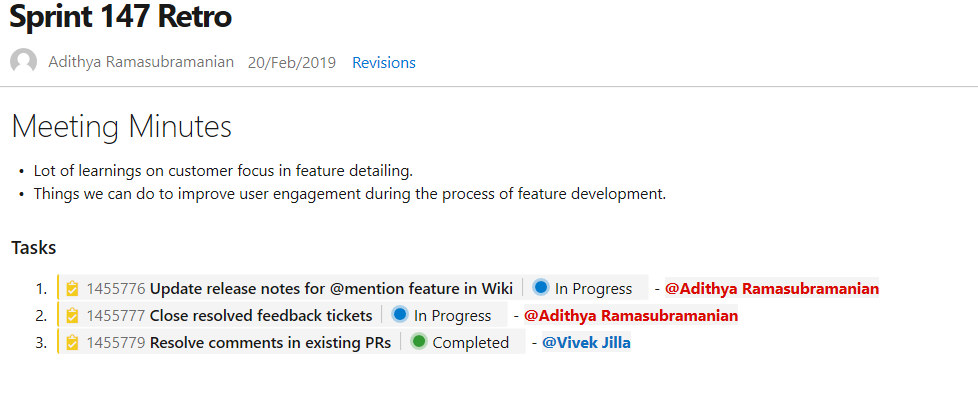 Sprint 147 Retro
Adithya Ramasubramanian 20/Feb/2019 Revisions
Meeting Minutes
• Lot of learnings on customer focus in feature detailing.
• Things we can do to improve user engagement during the process of feature development.
Tasks
1. 1455776 Update release notes for @mention feature in Wiki | In Progress - @Adithya Ramasubramanian
2. 1455777 Close resolved feedback tickets | In Progress - @Adithya Ramasubramanian
3. 1455779 Resolve comments in existing PRs | Completed - @Vivek Jilla